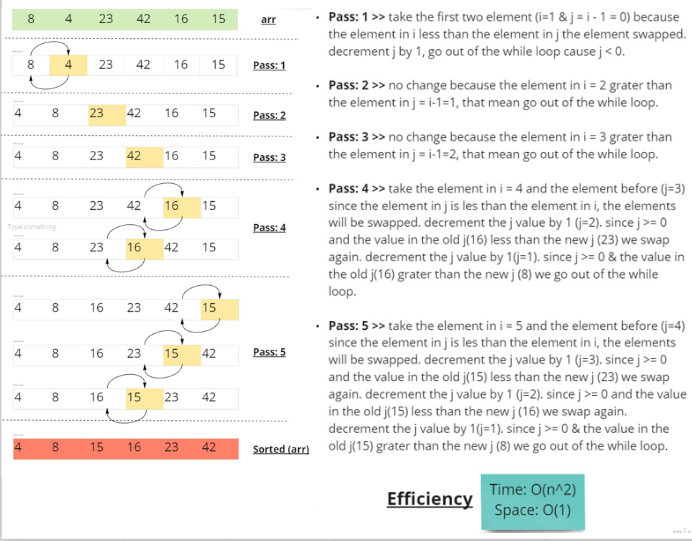 8 4 23 42 16 15 arr
8 4 23 42 16 15 Pass: 1
4 8 23 42 16 15 Pass: 2
4 8 23 42 16 15 Pass: 3
4 8 23 42 16 15
Type something
Pass: 4
4 8 23 16 42 15
4 8 16 23 42 15
4 8 16 23 15 42 Pass: 5
4 8 16 15 23 42
4 8 15 16 23 42 Sorted (arr)
• Pass: 1 >> take the first two element (i=1 & j = i - 1 = 0) because
the element in i less than the element in j the element swapped.
decrement j by 1, go out of the while loop cause j < 0.
• Pass: 2 >> no change because the element in i = 2 grater than
the element in j = i-1=1, that mean go out of the while loop.
• Pass: 3 >> no change because the element in i = 3 grater than
the element in j = i-1=2, that mean go out of the while loop.
• Pass: 4 >> take the element in i = 4 and the element before (j=3)
since the element in j is les than the element in i, the elements
will be swapped. decrement the j value by 1 (j=2). since j >= 0
and the value in the old j(16) less than the new j (23) we swap
again. decrement the j value by 1(j=1). since j >= 0 & the value in
the old j(16) grater than the new j (8) we go out of the while
loop.
• Pass: 5 >> take the element in i = 5 and the element before (j=4)
since the element in j is les than the element in i, the elements
will be swapped. decrement the j value by 1 (j=3). since j >= 0
and the value in the old j(15) less than the new j (23) we swap
again. decrement the j value by 1 (j=2). since j >= 0 and the value
in the old j(15) less than the new j (16) we swap again.
decrement the j value by 1(j=1). since j >= 0 & the value in the
old j(15) grater than the new j (8) we go out of the while loop.
Efficiency
Time: O(n^2)
Space: O(1)